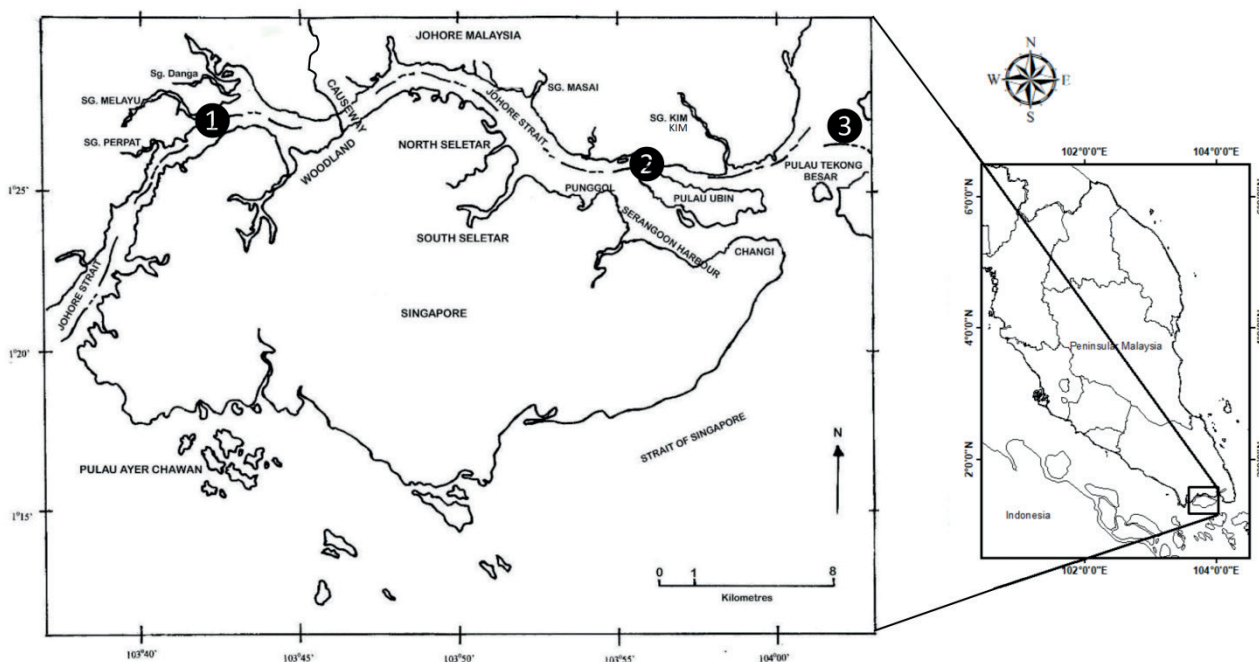 JOHORE MALAYSIA
Sg. Danga
SG. MELAYU
1
CAUSEWAY
JOHORE STRAIT
SG. MASAI
SG. KIM
KIM
3
SG. PERPAT
WOODLAND
NORTH SELETAR
2
PULAU TEKONG
BESAR
1°25'
PUNGGOL
PULAU UBIN
SOUTH SELETAR
SERANGOON HARBOUR
CHANGI
JOHORE STRAIT
SINGAPORE
1°20'
STRAIT OF SINGAPORE
PULAU AYER CHAWAN
N
1°15'
0 1 8
Kilometres
103°40' 103°45' 103°50' 103°55' 104°00'
N
W E
S
102°0'0"E 104°0'0"E
6°0'0"N
4°0'0"N
Peninsular Malaysia
2°0'0"N
Indonesia
102°0'0"E 104°0'0"E